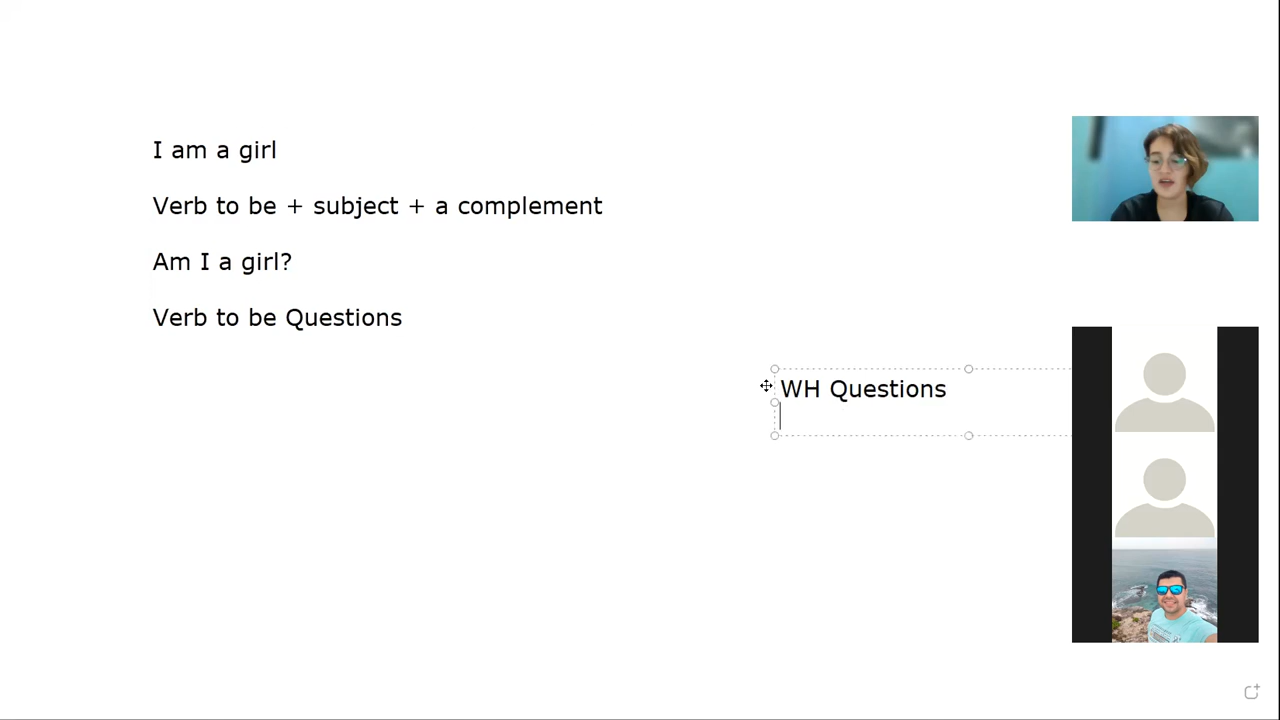 I am a girl
Verb to be + subject + a complement
Am I a girl?
Verb to be Questions
WH Questions